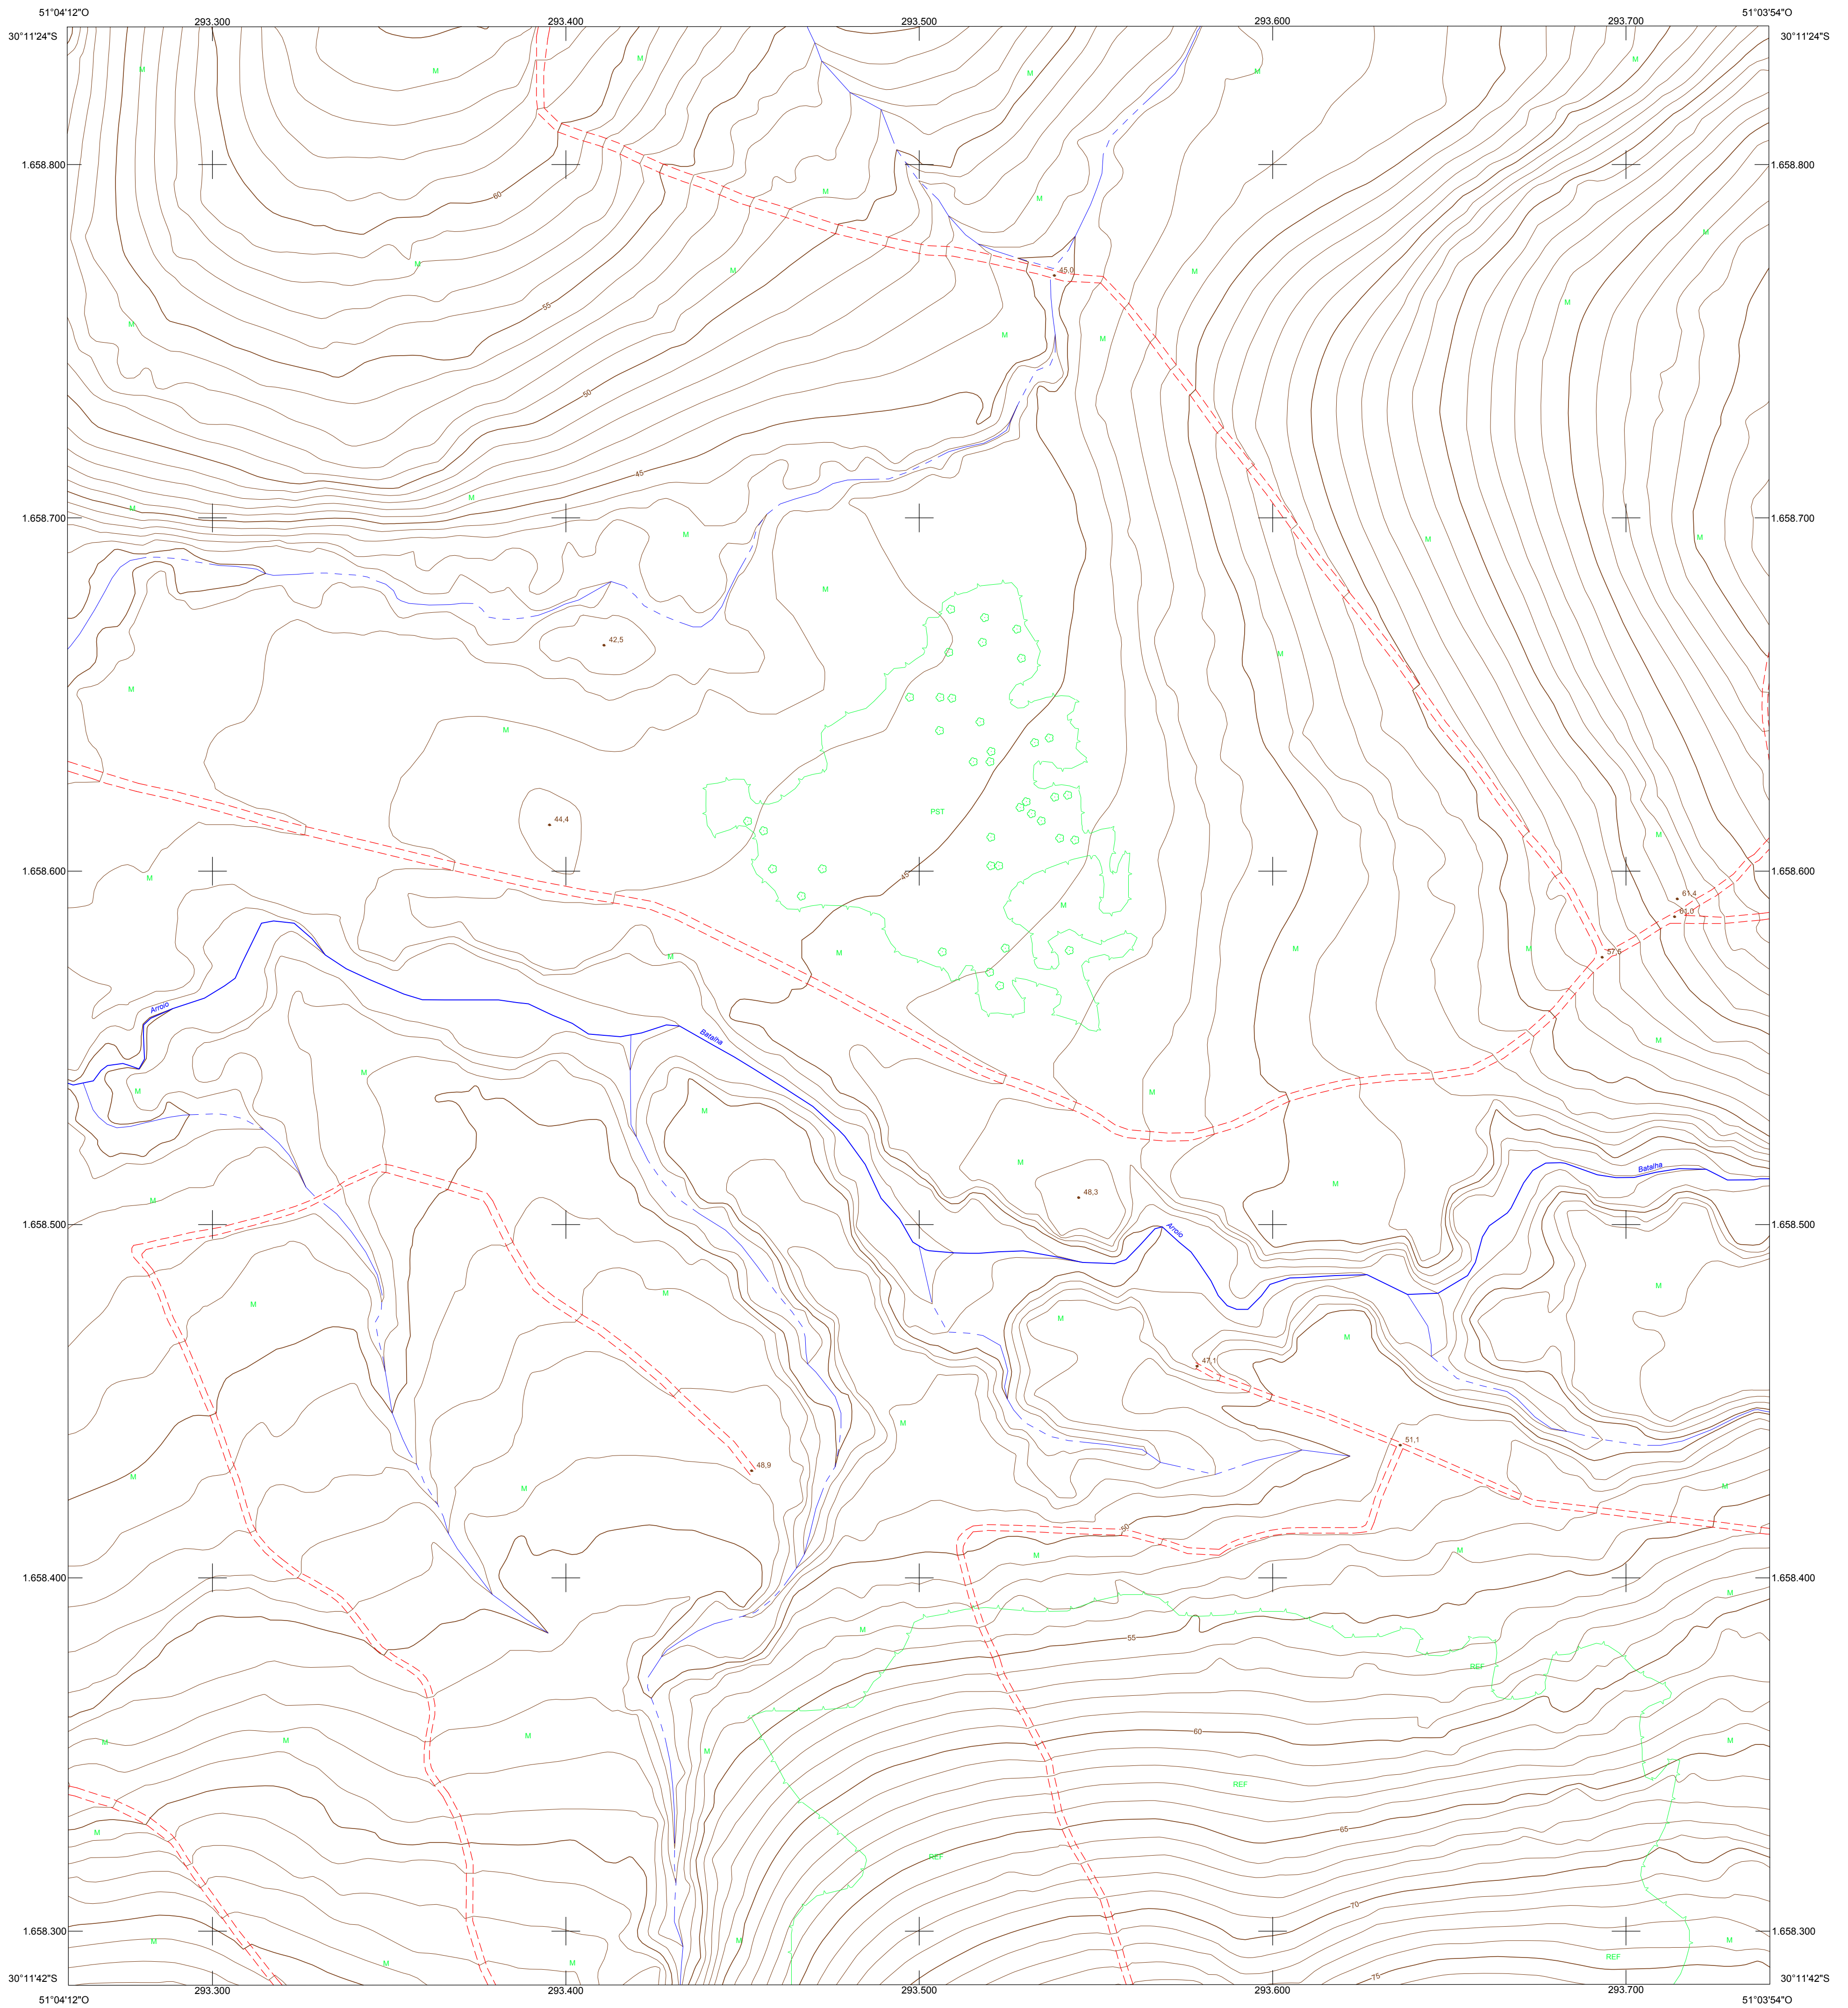 51°04'12"O
51°03'54"O
293.300
293.400
293.500
293.600
293.700
30°11'24"S
30°11'24"S
M
M
M
M
M
M
1.658.800
1.658.800
M
60
M
M
M
M
M
M
45,0
M
55
M
M
M
50
45
M
M
1.658.700
1.658.700
M
M
M
M
42,5
M
M
M
44,4
PST
M
1.658.600
1.658.600
45
M
61,4
M
61,0
M
M
M
M
57,6
Arroio
Batalha
M
M
M
M
M
M
Batalha
48,3
M
M
1.658.500
1.658.500
Arroio
M
M
M
M
M
47,1
M
51,1
48,9
M
M
M
50
M
M
1.658.400
1.658.400
M
M
55
REF
60
M
M
M
M
M
REF
65
M
REF
70
1.658.300
1.658.300
M
M
M
REF
M
M
75
30°11'42"S
30°11'42"S
293.300
293.400
293.500
293.600
293.700
51°04'12"O
51°03'54"O